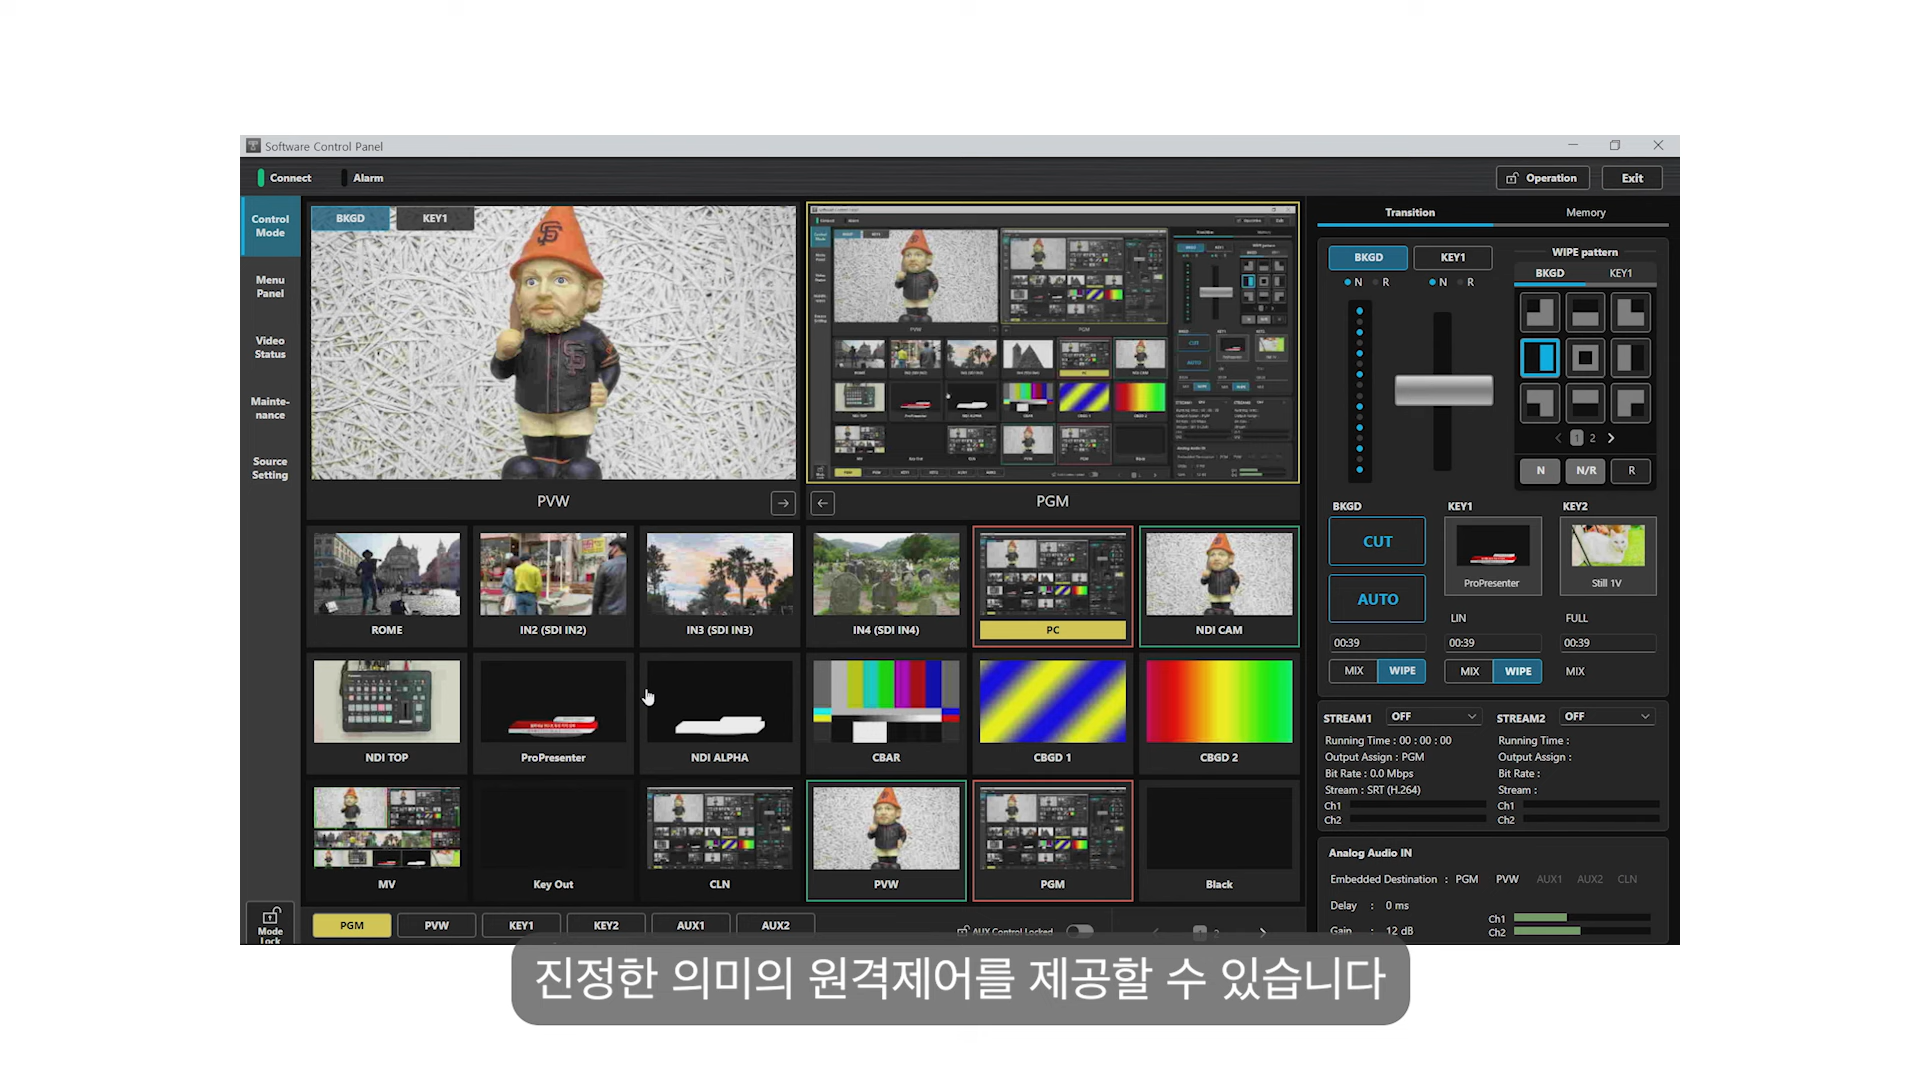 Software Control Panel
Connect
Alarm
Operation
Exit
Control
Mode
Menu
Panel
Video
Status
Mainte-
nance
Source
Setting
Mode
Lock
BKGD
KEY1
PVW
PGM
ROME
IN2 (SDI IN2)
IN3 (SDI IN3)
IN4 (SDI IN4)
PC
NDI CAM
NDI TOP
ProPresenter
NDI ALPHA
CBAR
CBGD 1
CBGD 2
MV
Key Out
CLN
PVW
PGM
Black
PGM
PVW
KEY1
KEY2
AUX1
AUX2
AUX Control Locked
1 2
Transition
Memory
BKGD
KEY1
N R
N R
WIPE pattern
BKGD
KEY1
1 2
N
N/R
R
BKGD
KEY1
KEY2
CUT
AUTO
ProPresenter
Still 1V
LIN
FULL
00:39
00:39
00:39
MIX
WIPE
MIX
WIPE
MIX
STREAM1
OFF
STREAM2
OFF
Running Time : 00 : 00 : 00
Running Time :
Output Assign : PGM
Output Assign :
Bit Rate : 0.0 Mbps
Bit Rate :
Stream : SRT (H.264)
Stream :
Ch1
Ch1
Ch2
Ch2
Analog Audio IN
Embedded Destination : PGM PVW AUX1 AUX2 CLN
Delay : 0 ms
Gain : 12 dB
Ch1
Ch2
진정한 의미의 원격제어를 제공할 수 있습니다